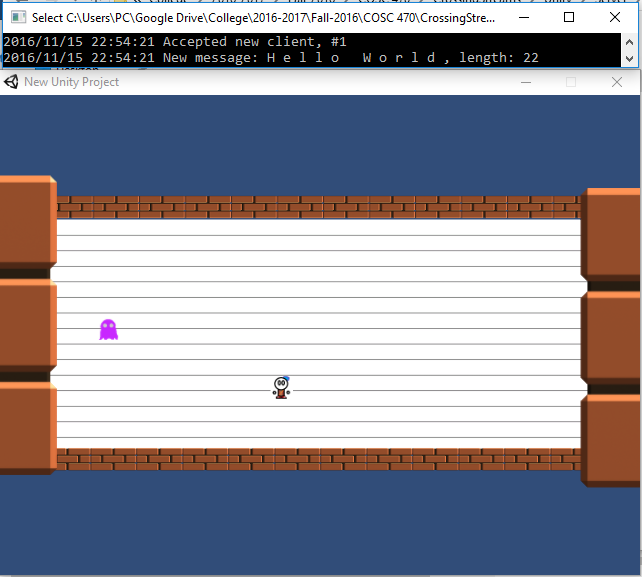 Select C:\Users\PC\Google Drive\College\2016-2017\Fall-2016\COSC 470\CrossingStre...
2016/11/15 22:54:21 Accepted new client, #1
2016/11/15 22:54:21 New message: H e l l o   W o r l d , length: 22
New Unity Project